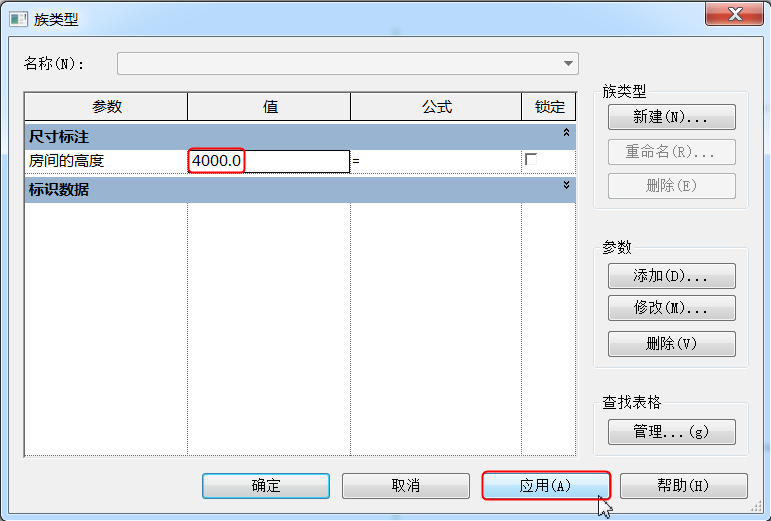 族类型
名称(N):
参数 值 公式 锁定
尺寸标注
房间的高度 4000.0 =
标识数据
族类型
新建(N)...
重命名(R)...
删除(E)
参数
添加(D)...
修改(M)...
删除(V)
查找表格
管理...(g)
确定 取消 应用(A) 帮助(H)